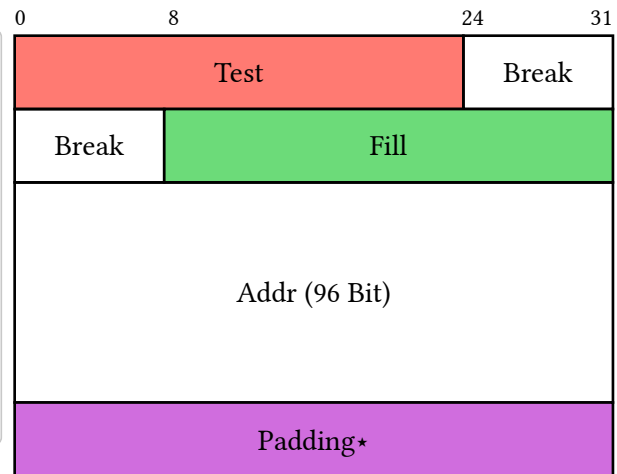 0 8 24 31
Test Break
Break Fill
Addr (96 Bit)
Padding⋆